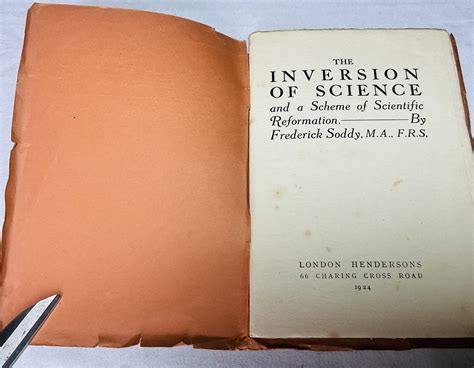 THE
INVERSION
OF SCIENCE
and a Scheme of Scientific
Reformation.———By
Frederick Soddy, M.A., F.R.S.
LONDON HENDERSONS
66 CHARING CROSS ROAD
1924